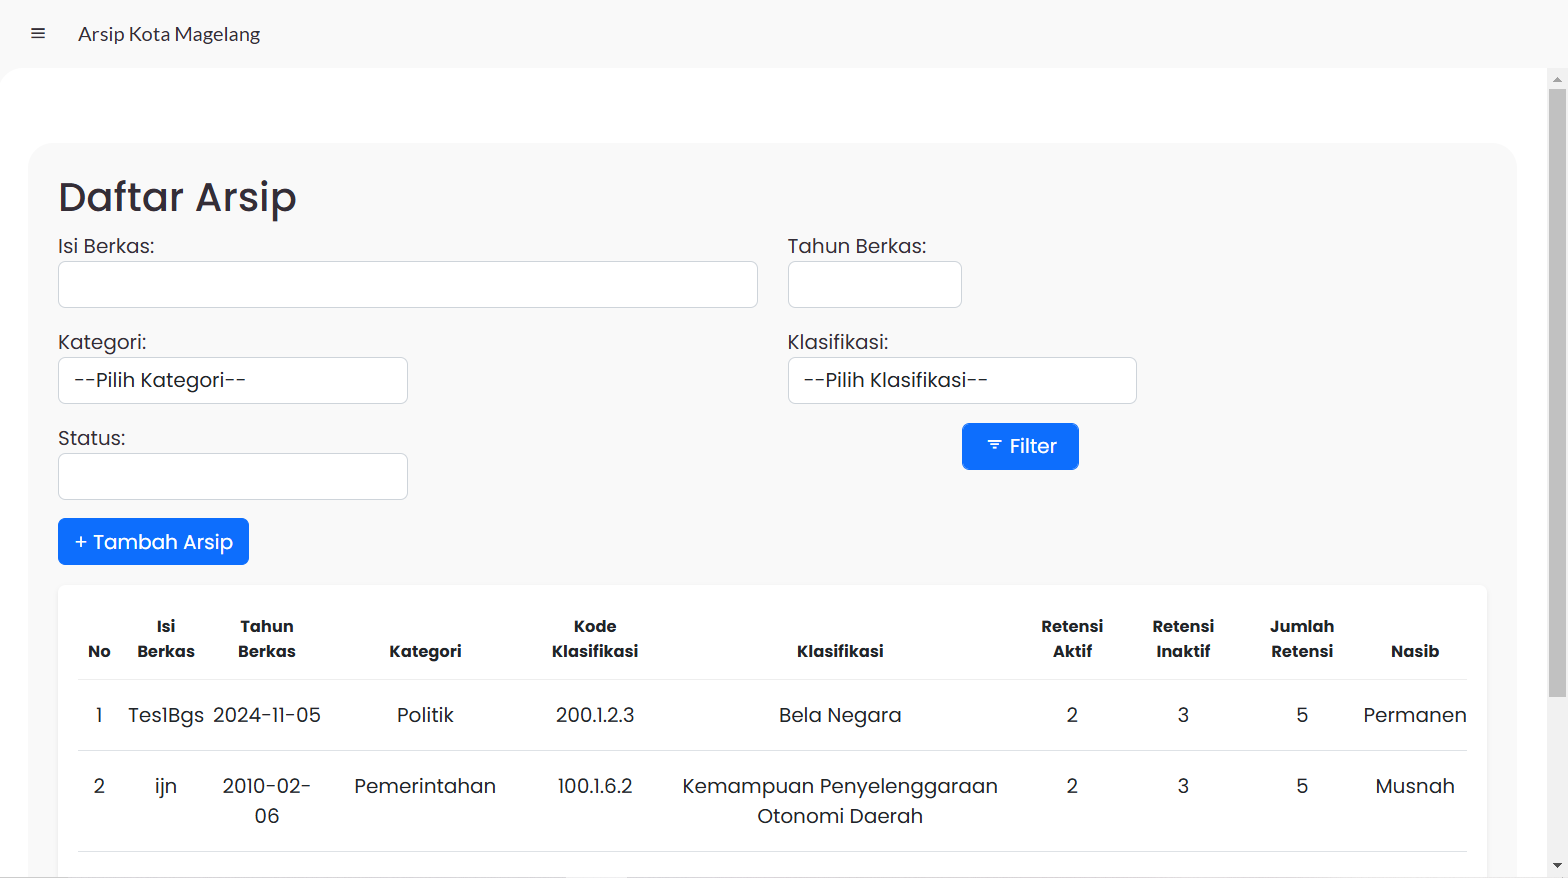 Arsip Kota Magelang
Daftar Arsip
Isi Berkas:
Tahun Berkas:
Kategori:
Klasifikasi:
--Pilih Kategori--
--Pilih Klasifikasi--
Status:
Filter
+ Tambah Arsip
No Isi Berkas Tahun Berkas Kategori Kode Klasifikasi Klasifikasi Retensi Aktif Retensi Inaktif Jumlah Retensi Nasib
1 Tes1Bgs 2024-11-05 Politik 200.1.2.3 Bela Negara 2 3 5 Permanen
2 ijn 2010-02-06 Pemerintahan 100.1.6.2 Kemampuan Penyelenggaraan Otonomi Daerah 2 3 5 Musnah